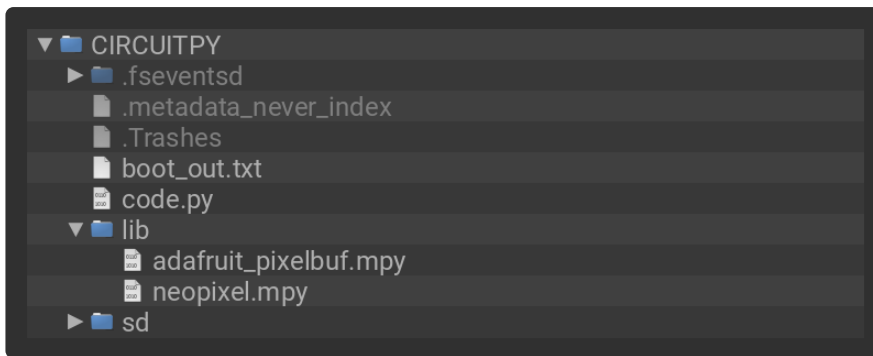 CIRCUITPY
.fseventsd
.metadata_never_index
.Trashes
boot_out.txt
code.py
lib
adafruit_pixelbuf.mpy
neopixel.mpy
sd